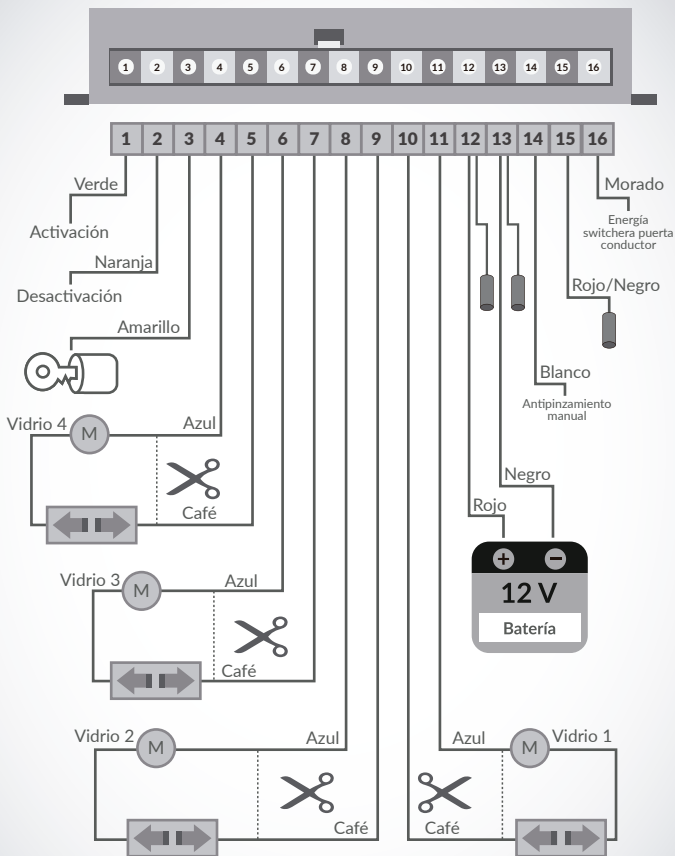 1 2 3 4 5 6 7 8 9 10 11 12 13 14 15 16
1 2 3 4 5 6 7 8 9 10 11 12 13 14 15 16
Verde
Activación
Naranja
Desactivación
Amarillo
Morado
Energía
switchera puerta
conductor
Rojo/Negro
Blanco
Antipinzamiento
manual
Vidrio 4
M
Azul
Café
Negro
Rojo
+ −
12 V
Batería
Vidrio 3
M
Azul
Café
Vidrio 2
M
Azul
Café
Azul
M
Vidrio 1
Café